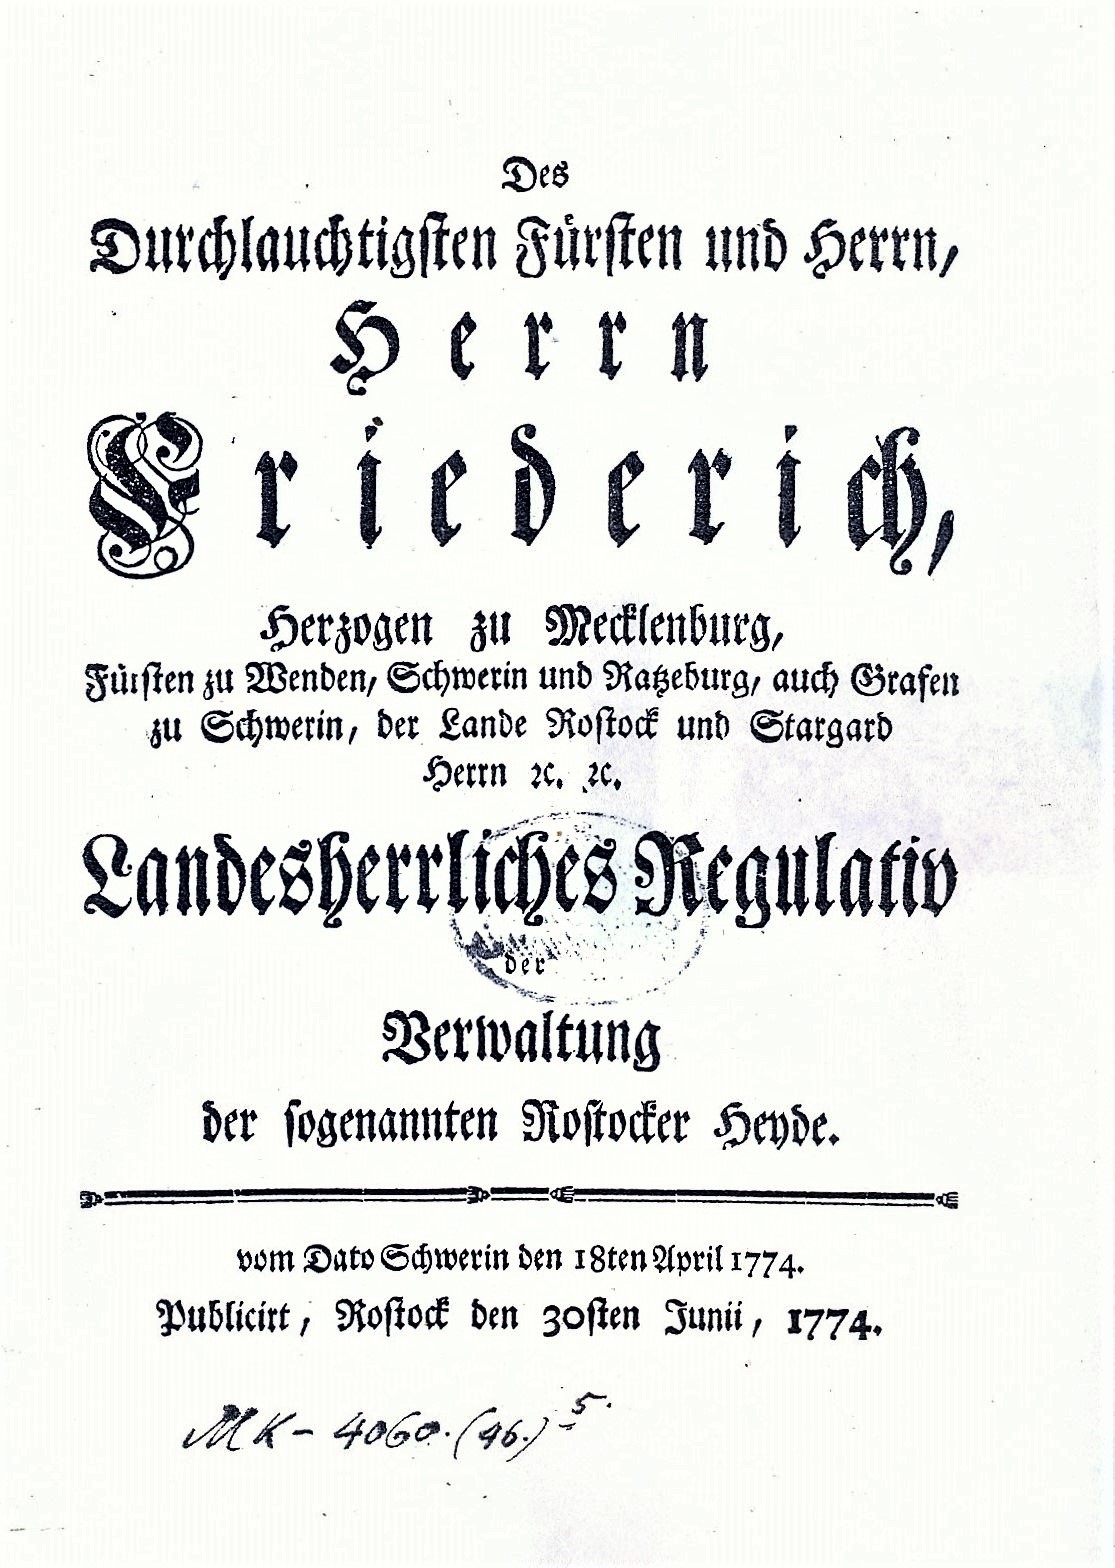 Des
Durchlauchtigsten Fürsten und Herrn,
Herrn
Friederich,
Herzogen zu Mecklenburg,
Fürsten zu Wenden, Schwerin und Ratzeburg, auch Grafen
zu Schwerin, der Lande Rostock und Stargard
Herrn ꝛc. ꝛc.
Landesherrliches Regulativ
der
Verwaltung
der sogenannten Rostocker Heyde.
vom Dato Schwerin den 18ten April 1774.
Publicirt, Rostock den 30sten Junii, 1774.
MK - 4060. (46.) 5.